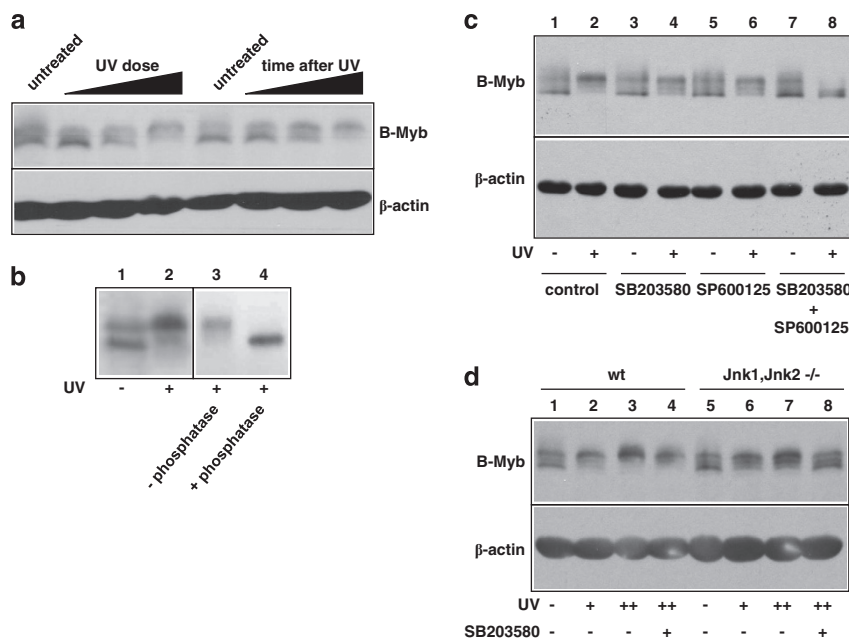 a
untreated
UV dose
untreated
time after UV
B-Myb
β-actin
b
1 2 3 4
UV - + + +
- phosphatase
+ phosphatase
c
1 2 3 4 5 6 7 8
B-Myb
β-actin
UV - + - + - + - +
control SB203580 SP600125 SB203580
+
SP600125
d
wt Jnk1,Jnk2 -/-
1 2 3 4 5 6 7 8
B-Myb
β-actin
UV - + ++ ++ - + ++ ++
SB203580 - - - + - - - +